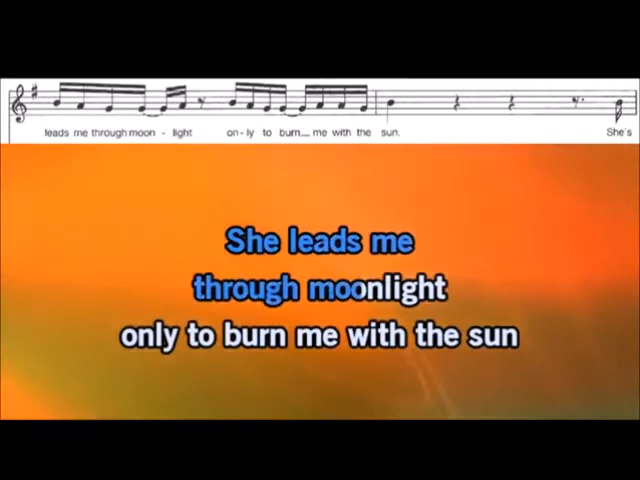 leads me through moon - light on - ly to burn__ me with the sun. She's
She leads me
through moonlight
only to burn me with the sun